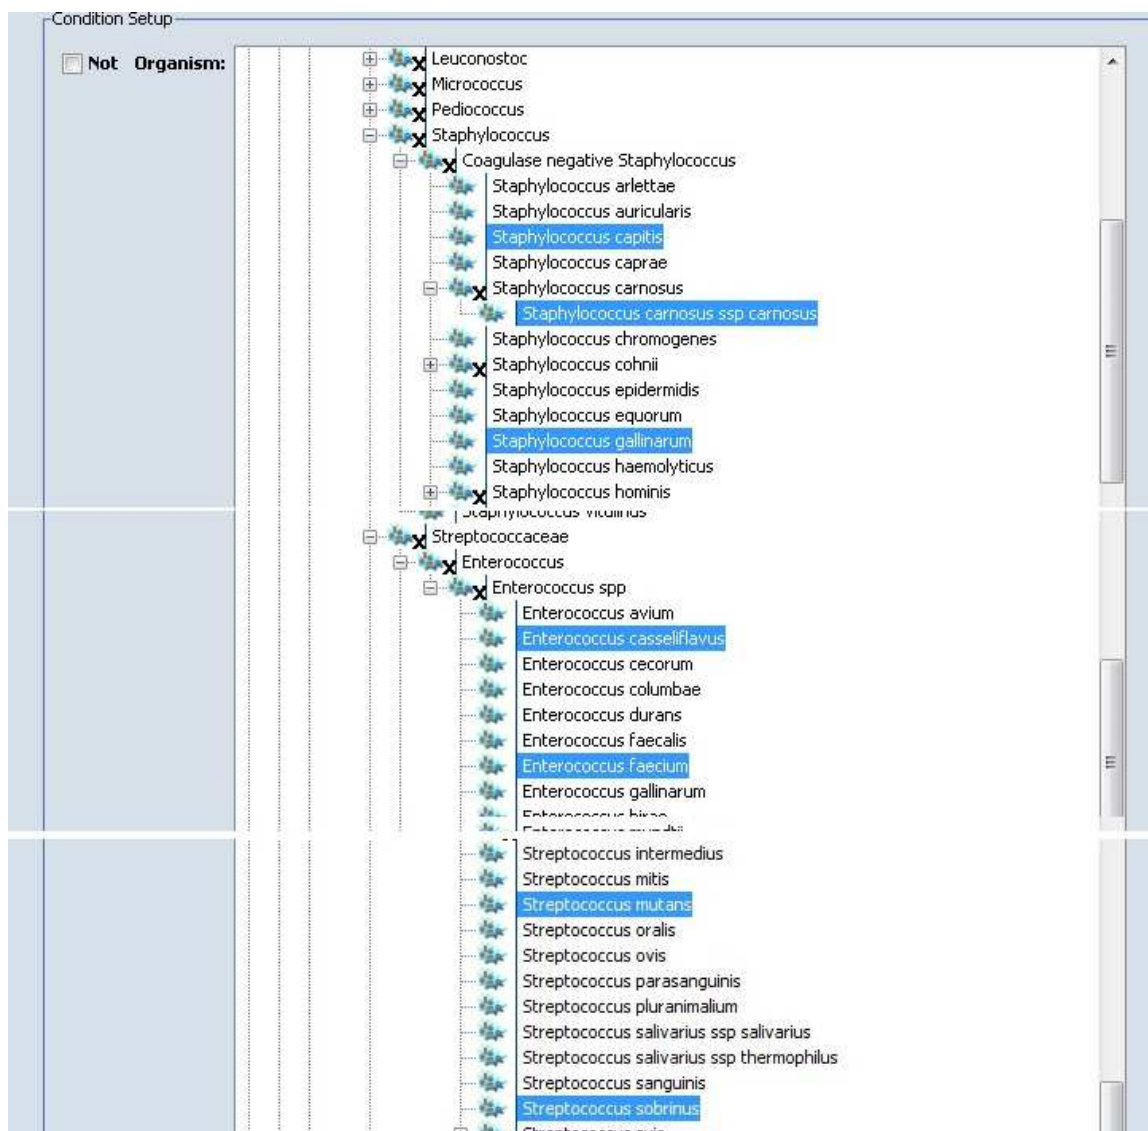 Condition Setup
Not Organism:
Leuconostoc
Micrococcus
Pediococcus
Staphylococcus
Coagulase negative Staphylococcus
Staphylococcus arlettae
Staphylococcus auricularis
Staphylococcus capitis
Staphylococcus caprae
Staphylococcus carnosus
Staphylococcus carnosus ssp carnosus
Staphylococcus chromogenes
Staphylococcus cohnii
Staphylococcus epidermidis
Staphylococcus equorum
Staphylococcus gallinarum
Staphylococcus haemolyticus
Staphylococcus hominis
Staphylococcus vitulinus
Streptococcaceae
Enterococcus
Enterococcus spp
Enterococcus avium
Enterococcus casseliflavus
Enterococcus cecorum
Enterococcus columbae
Enterococcus durans
Enterococcus faecalis
Enterococcus faecium
Enterococcus gallinarum
Enterococcus hirae
Streptococcus intermedius
Streptococcus mitis
Streptococcus mutans
Streptococcus oralis
Streptococcus ovis
Streptococcus parasanguinis
Streptococcus pluranimalium
Streptococcus salivarius ssp salivarius
Streptococcus salivarius ssp thermophilus
Streptococcus sanguinis
Streptococcus sobrinus